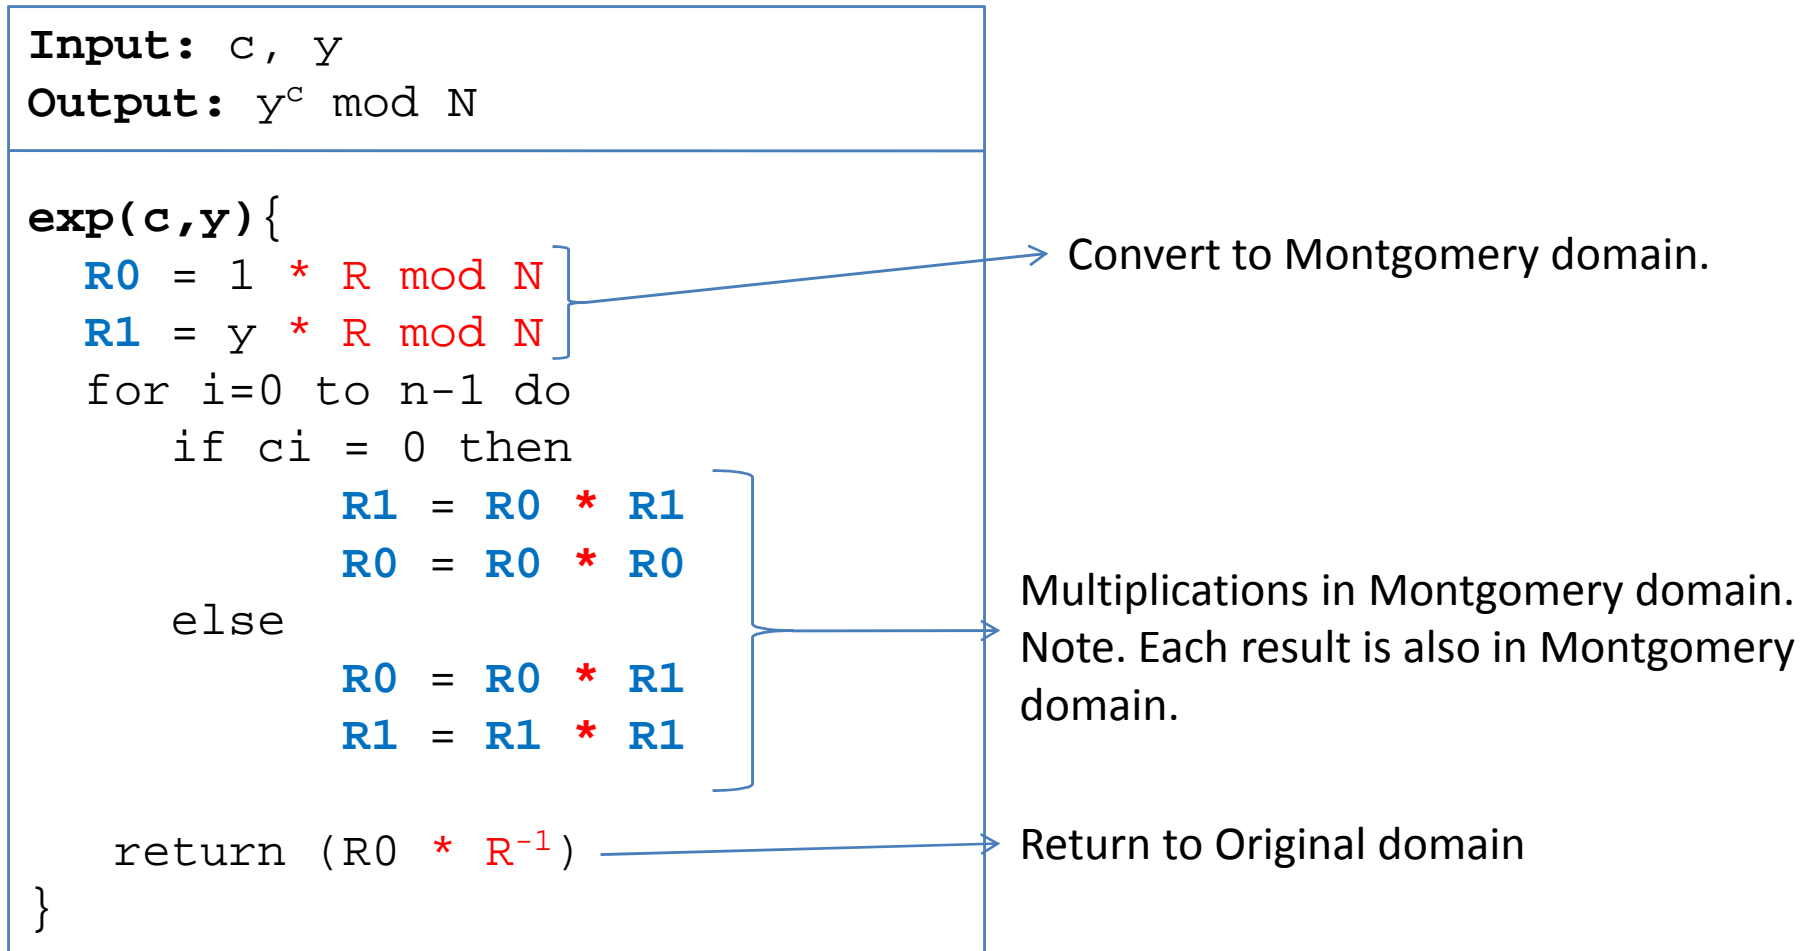 Input: c, y
Output: y^c mod N
exp(c,y){
R0 = 1 * R mod N
R1 = y * R mod N
for i=0 to n-1 do
if ci = 0 then
R1 = R0 * R1
R0 = R0 * R0
else
R0 = R0 * R1
R1 = R1 * R1
return (R0 * R^-1)
}
Convert to Montgomery domain.
Multiplications in Montgomery domain.
Note. Each result is also in Montgomery
domain.
Return to Original domain